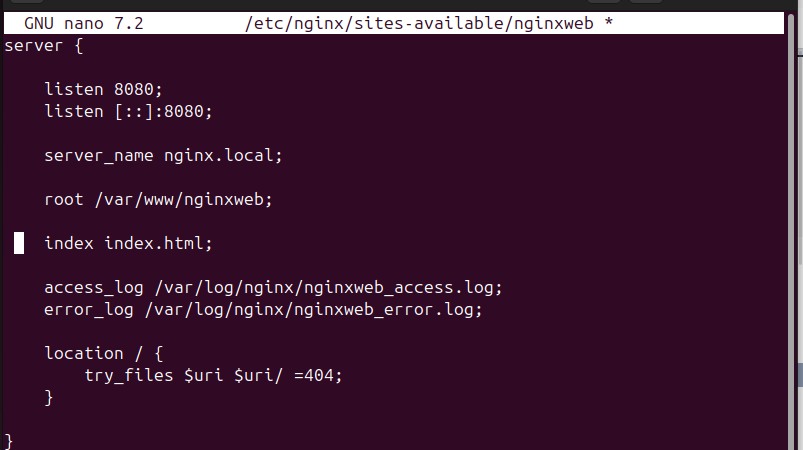 GNU nano 7.2 /etc/nginx/sites-available/nginxweb *
server {
listen 8080;
listen [::]:8080;
server_name nginx.local;
root /var/www/nginxweb;
index index.html;
access_log /var/log/nginx/nginxweb_access.log;
error_log /var/log/nginx/nginxweb_error.log;
location / {
try_files $uri $uri/ =404;
}
}